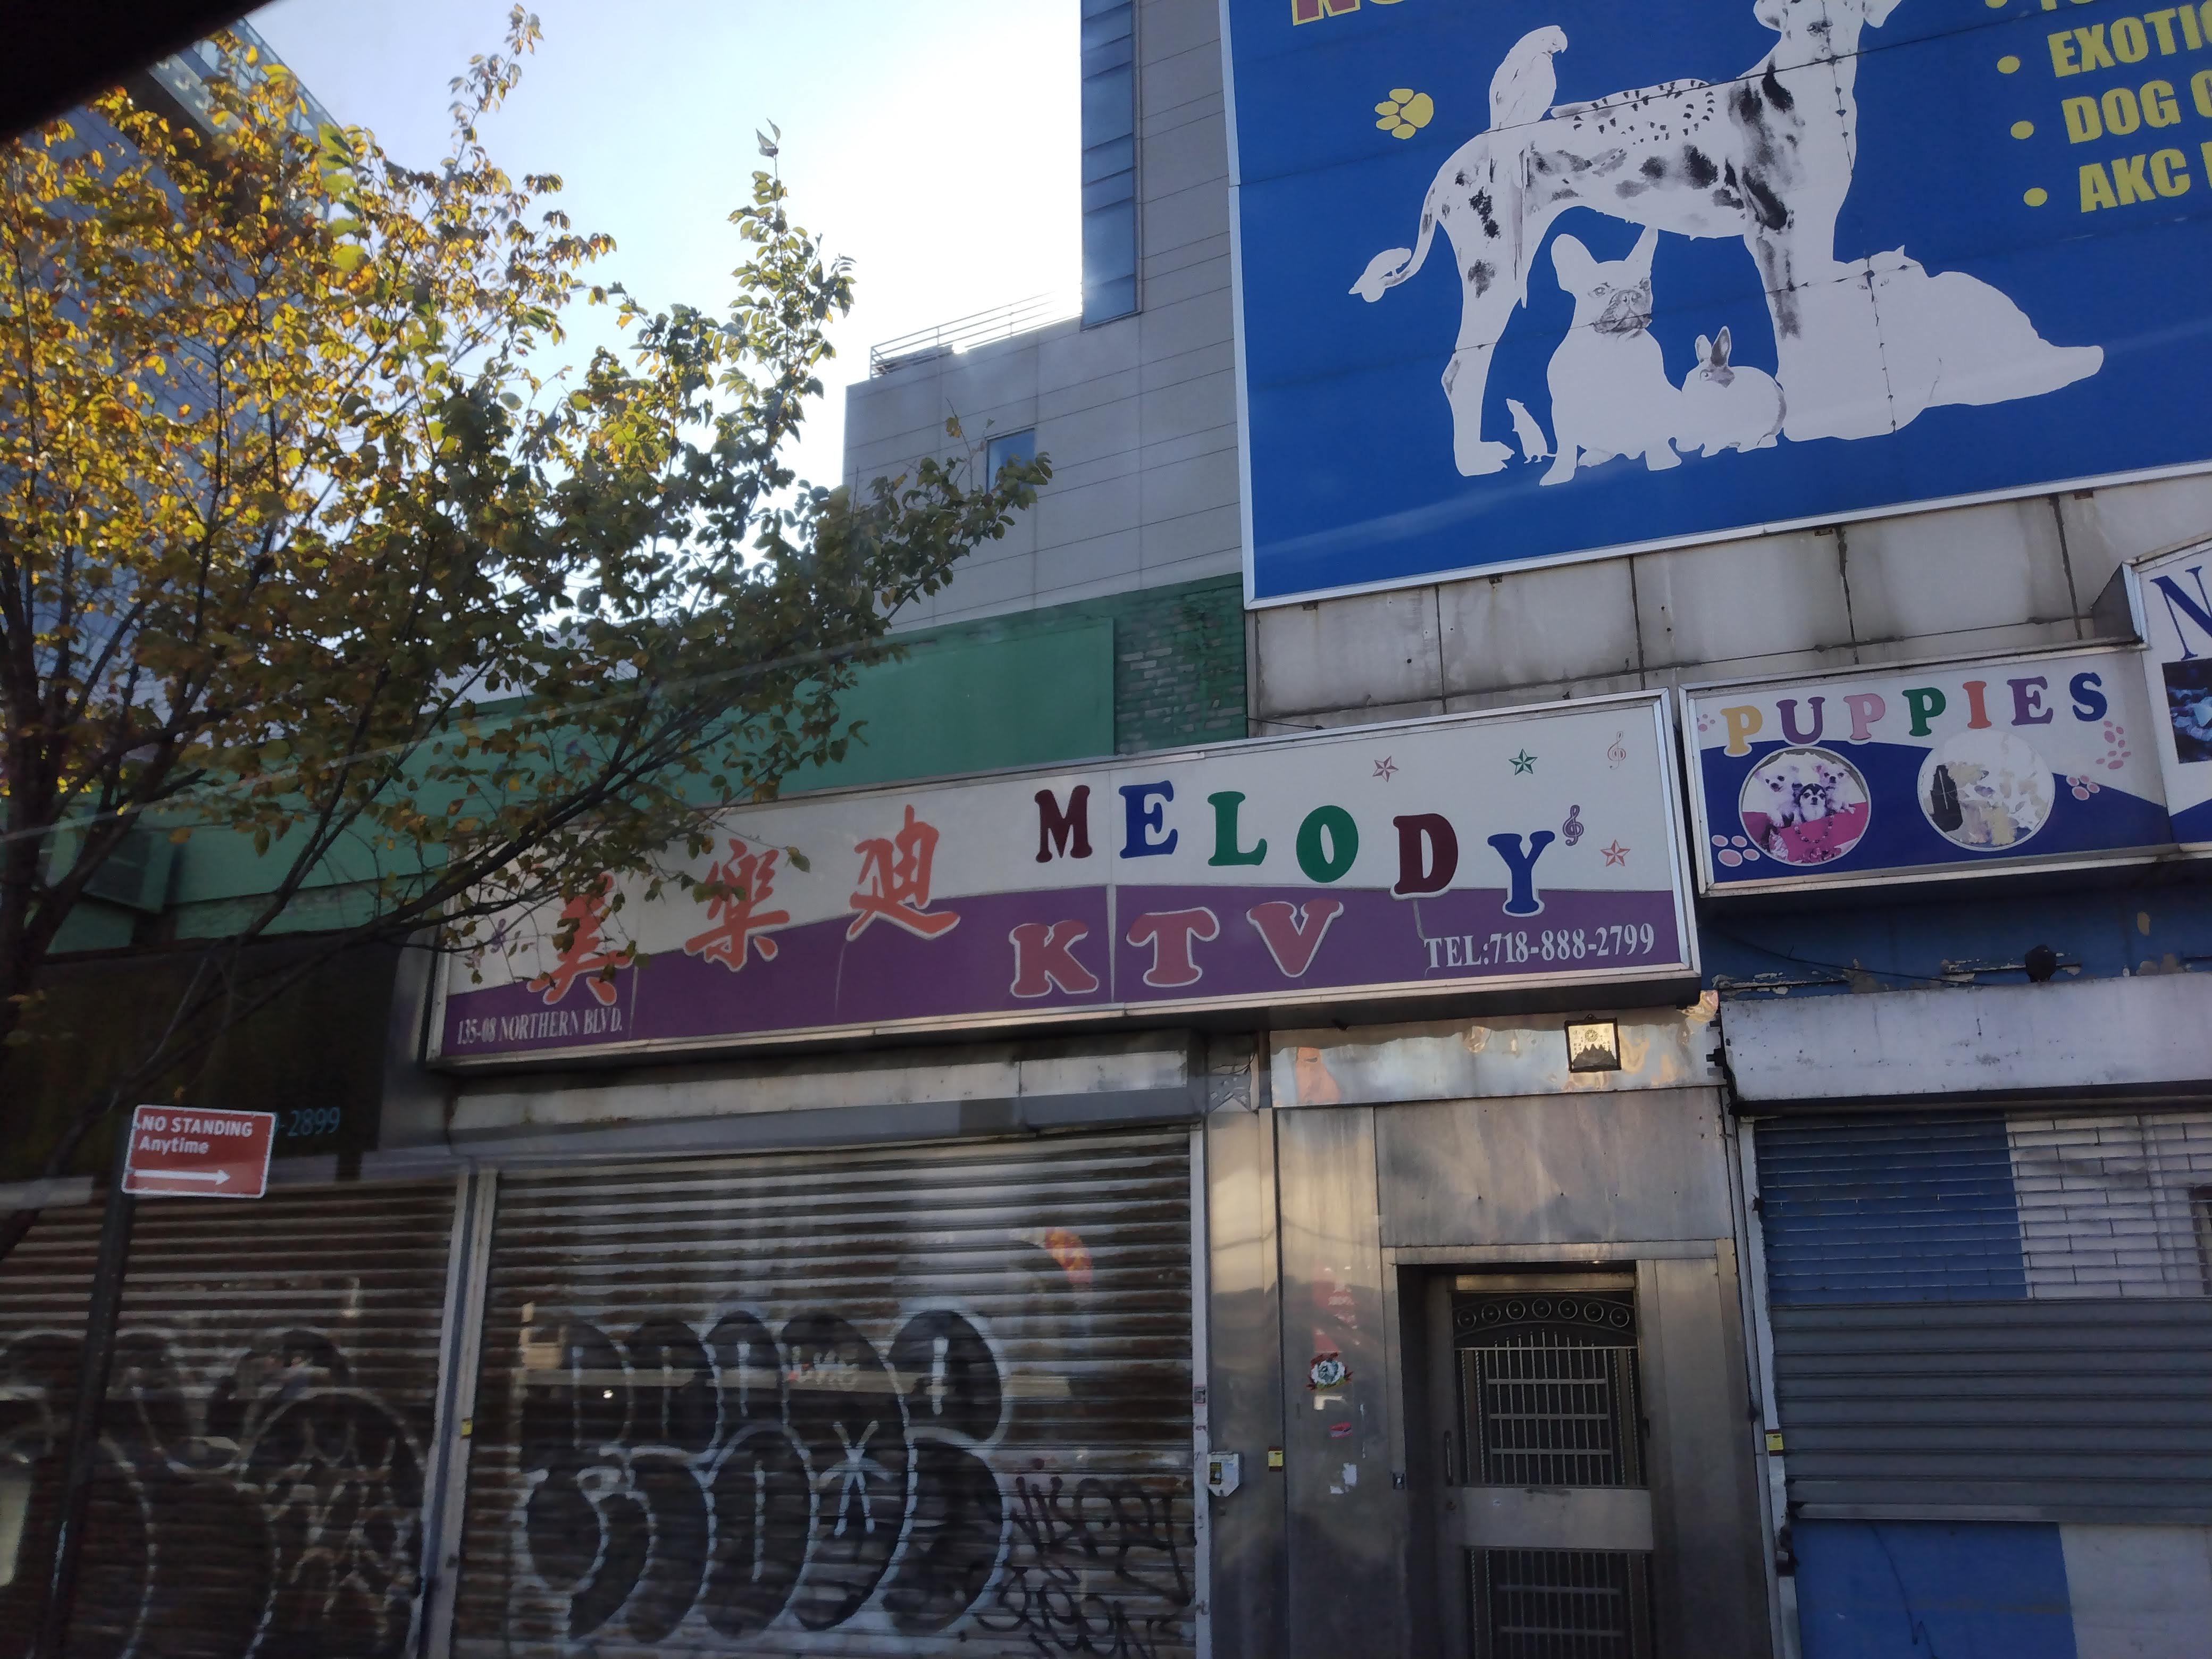 EXOTIC
DOG
AKC
PUPPIES
美樂迪
MELODY
KTV
TEL:718-888-2799
135-08 NORTHERN BLVD.
-2899
NO STANDING
Anytime